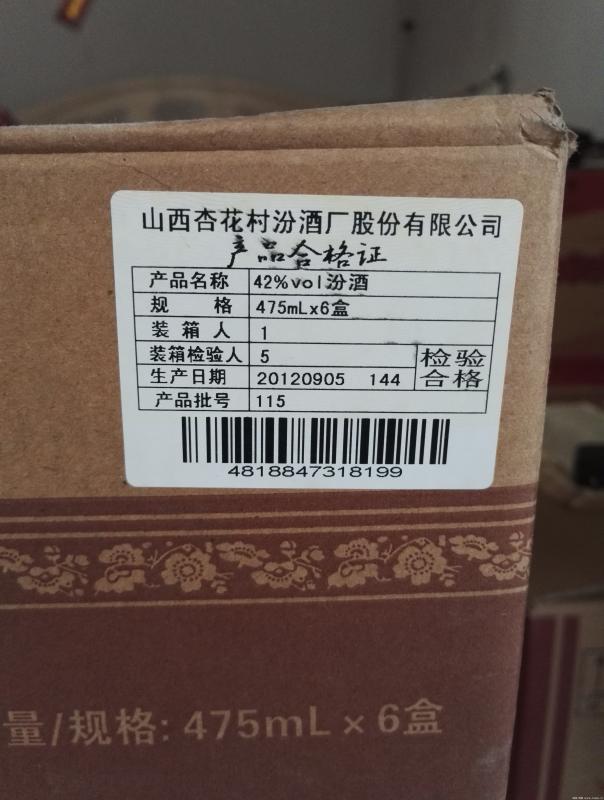 山西杏花村汾酒厂股份有限公司
产品合格证
产品名称 42%vol汾酒
规 格 475mLx6盒
装 箱 人 1
装箱检验人 5
检验
生产日期 20120905 144
合格
产品批号 115
4818847318199
量/规格: 475mL x 6盒